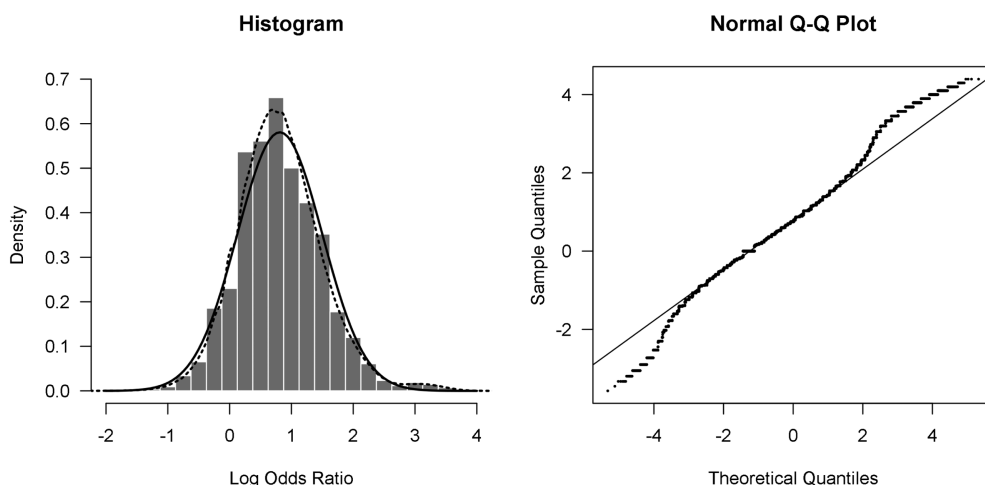 Histogram
Density
0.7
0.6
0.5
0.4
0.3
0.2
0.1
0.0
-2 -1 0 1 2 3 4
Log Odds Ratio
Normal Q-Q Plot
Sample Quantiles
4
2
0
-2
-4 -2 0 2 4
Theoretical Quantiles